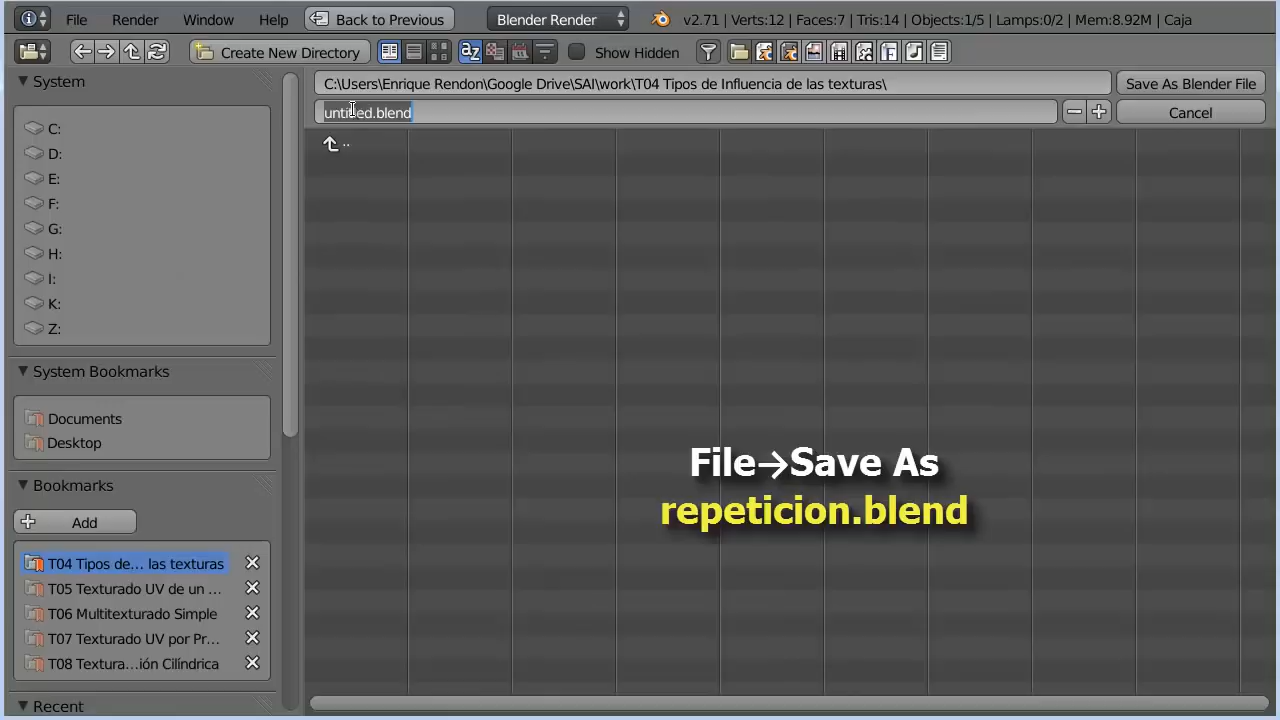 File Render Window Help Back to Previous Blender Render v2.71 | Verts:12 | Faces:7 | Tris:14 | Objects:1/5 | Lamps:0/2 | Mem:8.92M | Caja
Create New Directory Show Hidden
System
C:\Users\Enrique Rendon\Google Drive\SAI\work\T04 Tipos de Influencia de las texturas\ Save As Blender File
untitled.blend Cancel
..
C:
D:
E:
F:
G:
H:
I:
K:
Z:
System Bookmarks
Documents
Desktop
File→Save As
repeticion.blend
Bookmarks
Add
T04 Tipos de... las texturas
T05 Texturado UV de un ...
T06 Multitexturado Simple
T07 Texturado UV por Pr...
T08 Textura...ión Cilíndrica
Recent